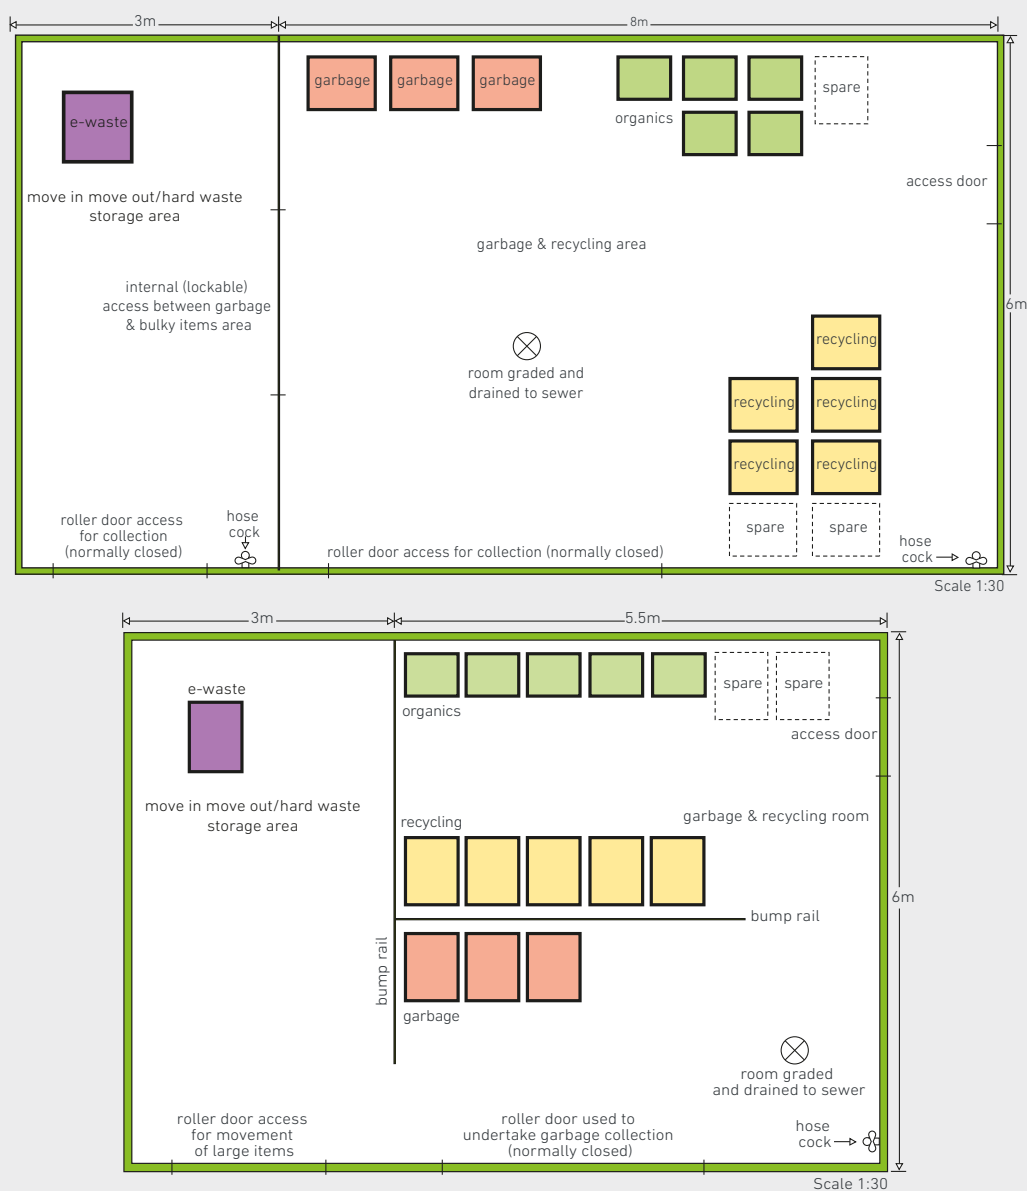 3m
8m
garbage
garbage
garbage
organics
spare
e-waste
access door
move in move out/hard waste
storage area
garbage & recycling area
internal (lockable)
access between garbage
& bulky items area
6m
room graded and
drained to sewer
recycling
recycling
recycling
recycling
recycling
spare
spare
roller door access
for collection
(normally closed)
hose
cock
roller door access for collection (normally closed)
hose
cock
Scale 1:30
3m
5.5m
e-waste
organics
spare
spare
access door
move in move out/hard waste
storage area
recycling
garbage & recycling room
6m
bump rail
bump rail
garbage
room graded
and drained to sewer
roller door access
for movement
of large items
roller door used to
undertake garbage collection
(normally closed)
hose
cock
Scale 1:30